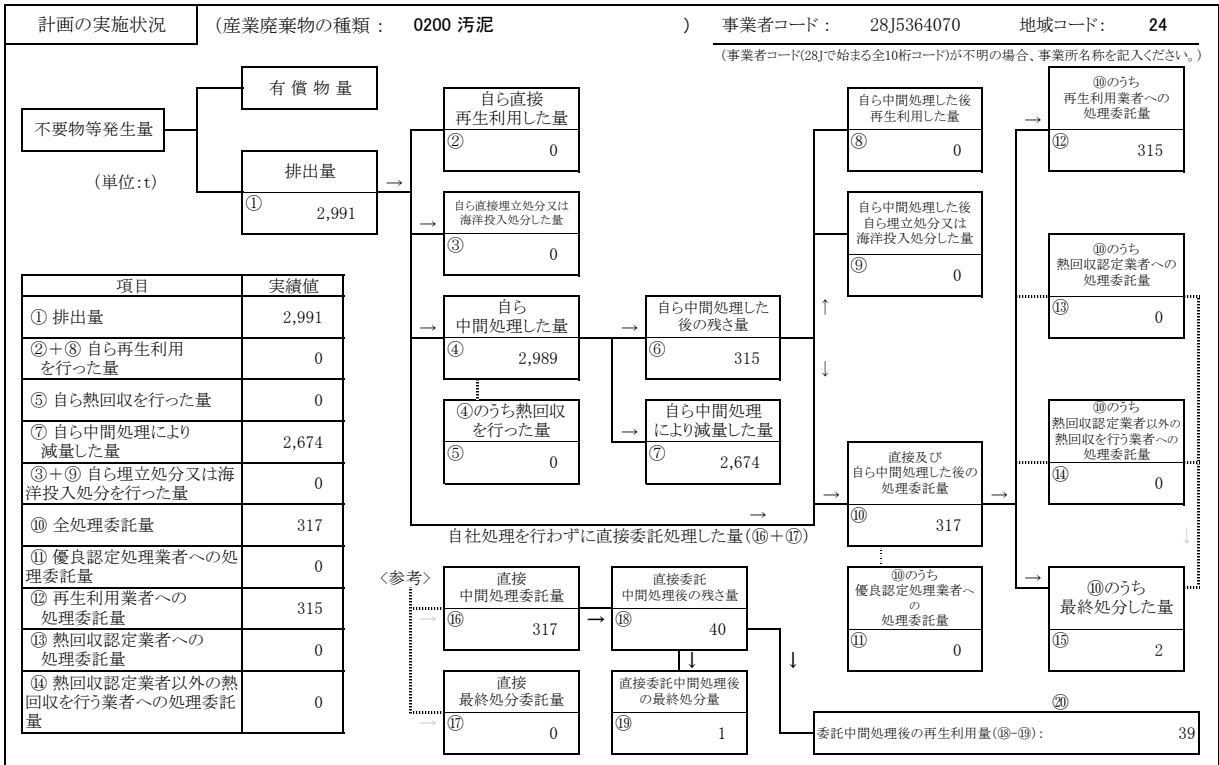 計画の実施状況 (産業廃棄物の種類： 0200 汚泥 ) 事業者コード： 28J5364070 地域コード： 24
(事業者コード(28Jで始まる全10桁コード)が不明の場合、事業所名称を記入ください。)
不要物等発生量
(単位:t)
有 償 物 量
排出量
① 2,991
→
自ら直接
再生利用した量
② 0
→
自ら直接埋立処分又は
海洋投入処分した量
③ 0
→
自ら
中間処理した量
④ 2,989
④のうち熱回収
を行った量
⑤ 0
→
自ら中間処理した
後の残さ量
⑥ 315
→
自ら中間処理
により減量した量
⑦ 2,674
自ら中間処理した後
再生利用した量
⑧ 0
自ら中間処理した後
自ら埋立処分又は
海洋投入処分した量
⑨ 0
↑
↓
→
直接及び
自ら中間処理した後の
処理委託量
⑩ 317
→
⑩のうち
優良認定処理業者へ
の
処理委託量
⑪ 0
→
⑩のうち
再生利用業者への
処理委託量
⑫ 315
⑩のうち
熱回収認定業者への
処理委託量
⑬ 0
⑩のうち
熱回収認定業者以外の
熱回収を行う業者への
処理委託量
⑭ 0
↓
→
⑩のうち
最終処分した量
⑮ 2
→
自社処理を行わずに直接委託処理した量(⑯＋⑰)
〈参考〉
→
直接
中間処理委託量
⑯ 317
→
直接委託
中間処理後の残さ量
⑱ 40
↓
↓
→
直接
最終処分委託量
⑰ 0
直接委託中間処理後
の最終処分量
⑲ 1
⑳
委託中間処理後の再生利用量(⑱-⑲)： 39
項目 実績値
① 排出量 2,991
②＋⑧ 自ら再生利用
を行った量 0
⑤ 自ら熱回収を行った量 0
⑦ 自ら中間処理により
減量した量 2,674
③＋⑨ 自ら埋立処分又は海
洋投入処分を行った量 0
⑩ 全処理委託量 317
⑪ 優良認定処理業者への処
理委託量 0
⑫ 再生利用業者への
処理委託量 315
⑬ 熱回収認定業者への
処理委託量 0
⑭ 熱回収認定業者以外の熱
回収を行う業者への処理委託
量 0